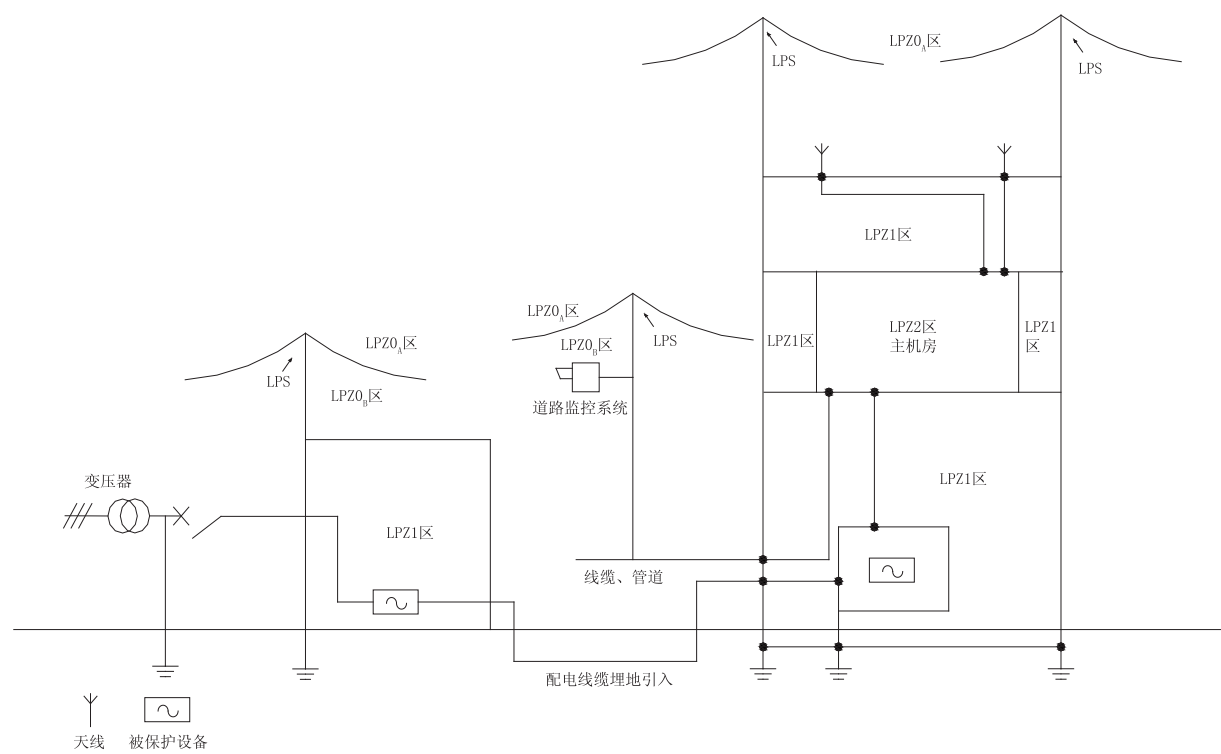 LPZ0A区
LPS
LPS
LPZ1区
LPZ0A区
LPZ0B区
LPS
LPZ1区
LPZ2区
主机房
LPZ1
区
LPZ0A区
LPS
LPZ0B区
道路监控系统
变压器
LPZ1区
LPZ1区
线缆、管道
配电线缆埋地引入
天线
被保护设备